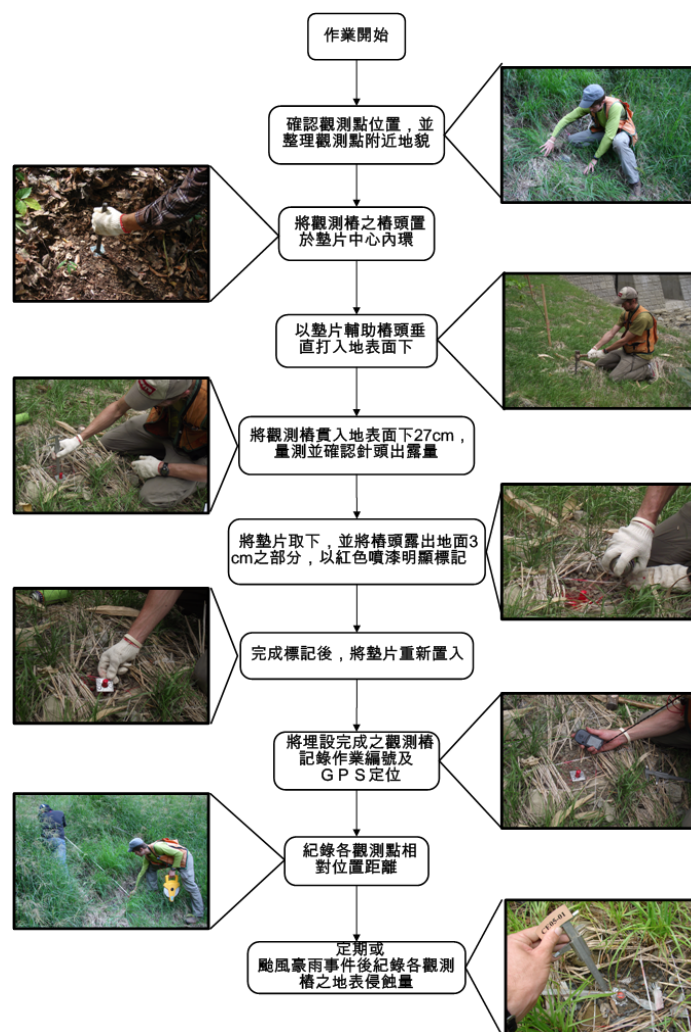 作業開始
確認觀測點位置，並
整理觀測點附近地貌
將觀測樁之樁頭置
於墊片中心內環
以墊片輔助樁頭垂
直打入地表面下
將觀測樁貫入地表面下27cm，
量測並確認針頭出露量
將墊片取下，並將樁頭露出地面3
cm之部分，以紅色噴漆明顯標記
完成標記後，將墊片重新置入
將埋設完成之觀測樁
記錄作業編號及
ＧＰＳ定位
紀錄各觀測點相
對位置距離
定期或
颱風豪雨事件後紀錄各觀測
樁之地表侵蝕量
CE05-01